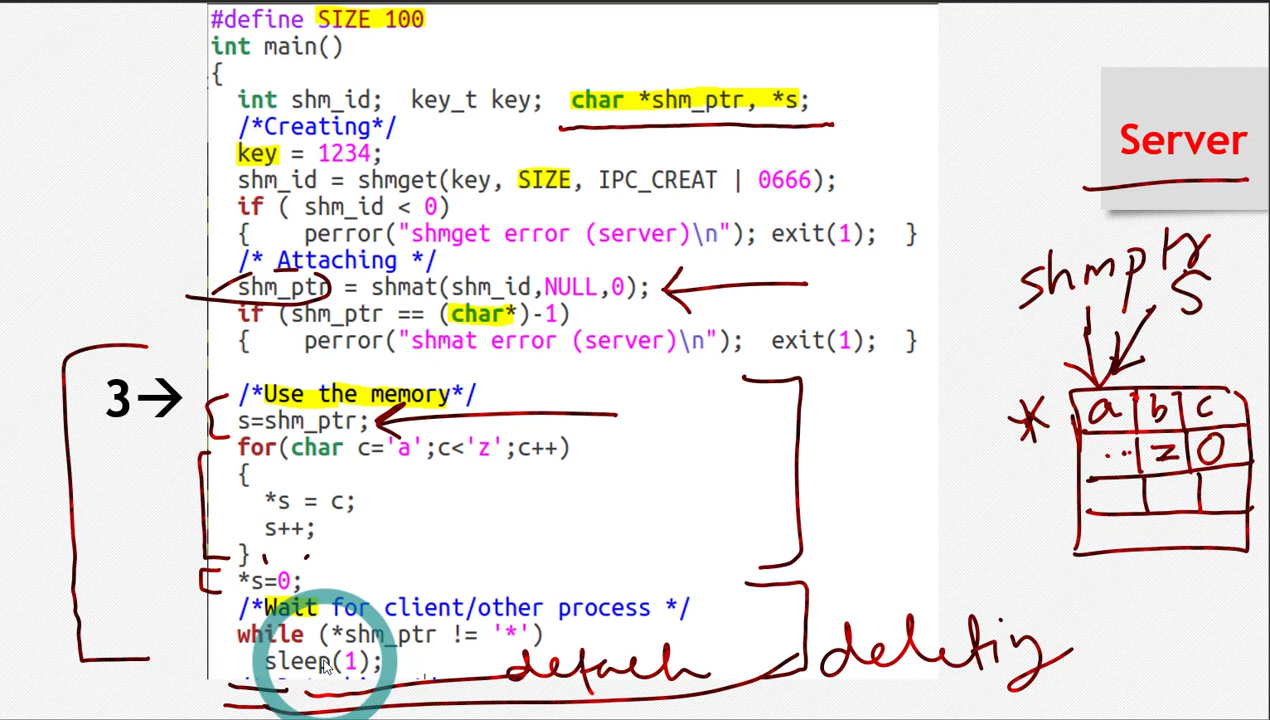 #define SIZE 100
int main()
{
int shm_id; key_t key; char *shm_ptr, *s;
/*Creating*/
key = 1234;
shm_id = shmget(key, SIZE, IPC_CREAT | 0666);
if ( shm_id < 0)
{ perror("shmget error (server)\n"); exit(1); }
/* Attaching */
shm_ptr = shmat(shm_id,NULL,0);
if (shm_ptr == (char*)-1)
{ perror("shmat error (server)\n"); exit(1); }
3→
/*Use the memory*/
s=shm_ptr;
for(char c='a';c<'z';c++)
{
*s = c;
s++;
}
*s=0;
/*Wait for client/other process */
while (*shm_ptr != '*')
sleep(1);
detach
deleting
Server
shmptr
s
* a b c
... z 0